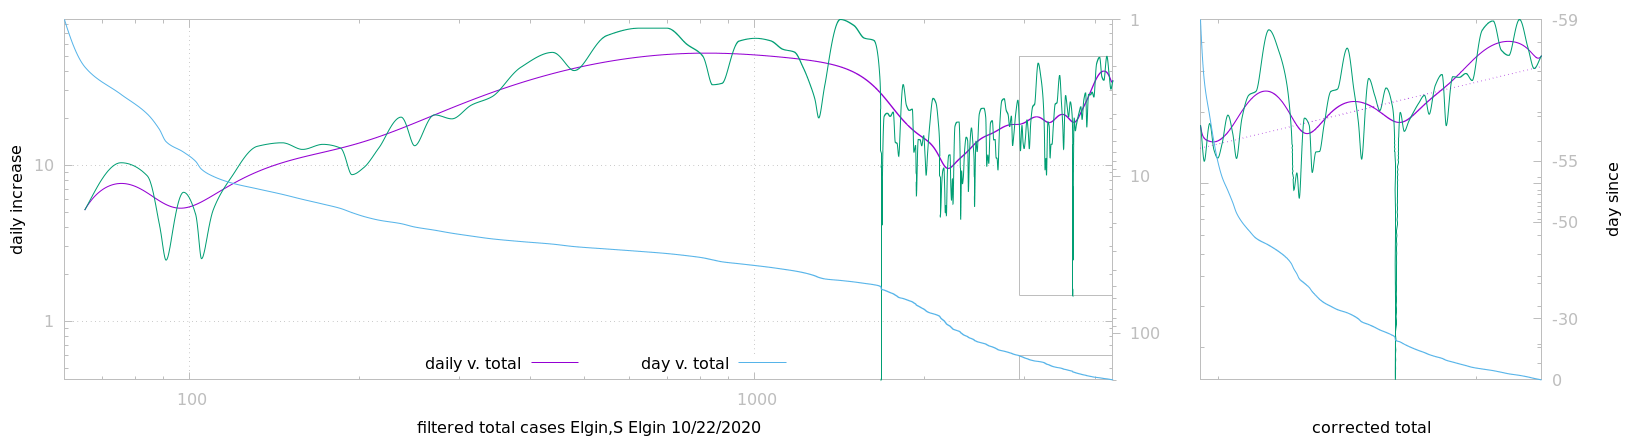 daily increase
10
1
100
1000
daily v. total
day v. total
filtered total cases Elgin,S Elgin 10/22/2020
1
10
100
-59
-55
-50
-30
0
day since
corrected total